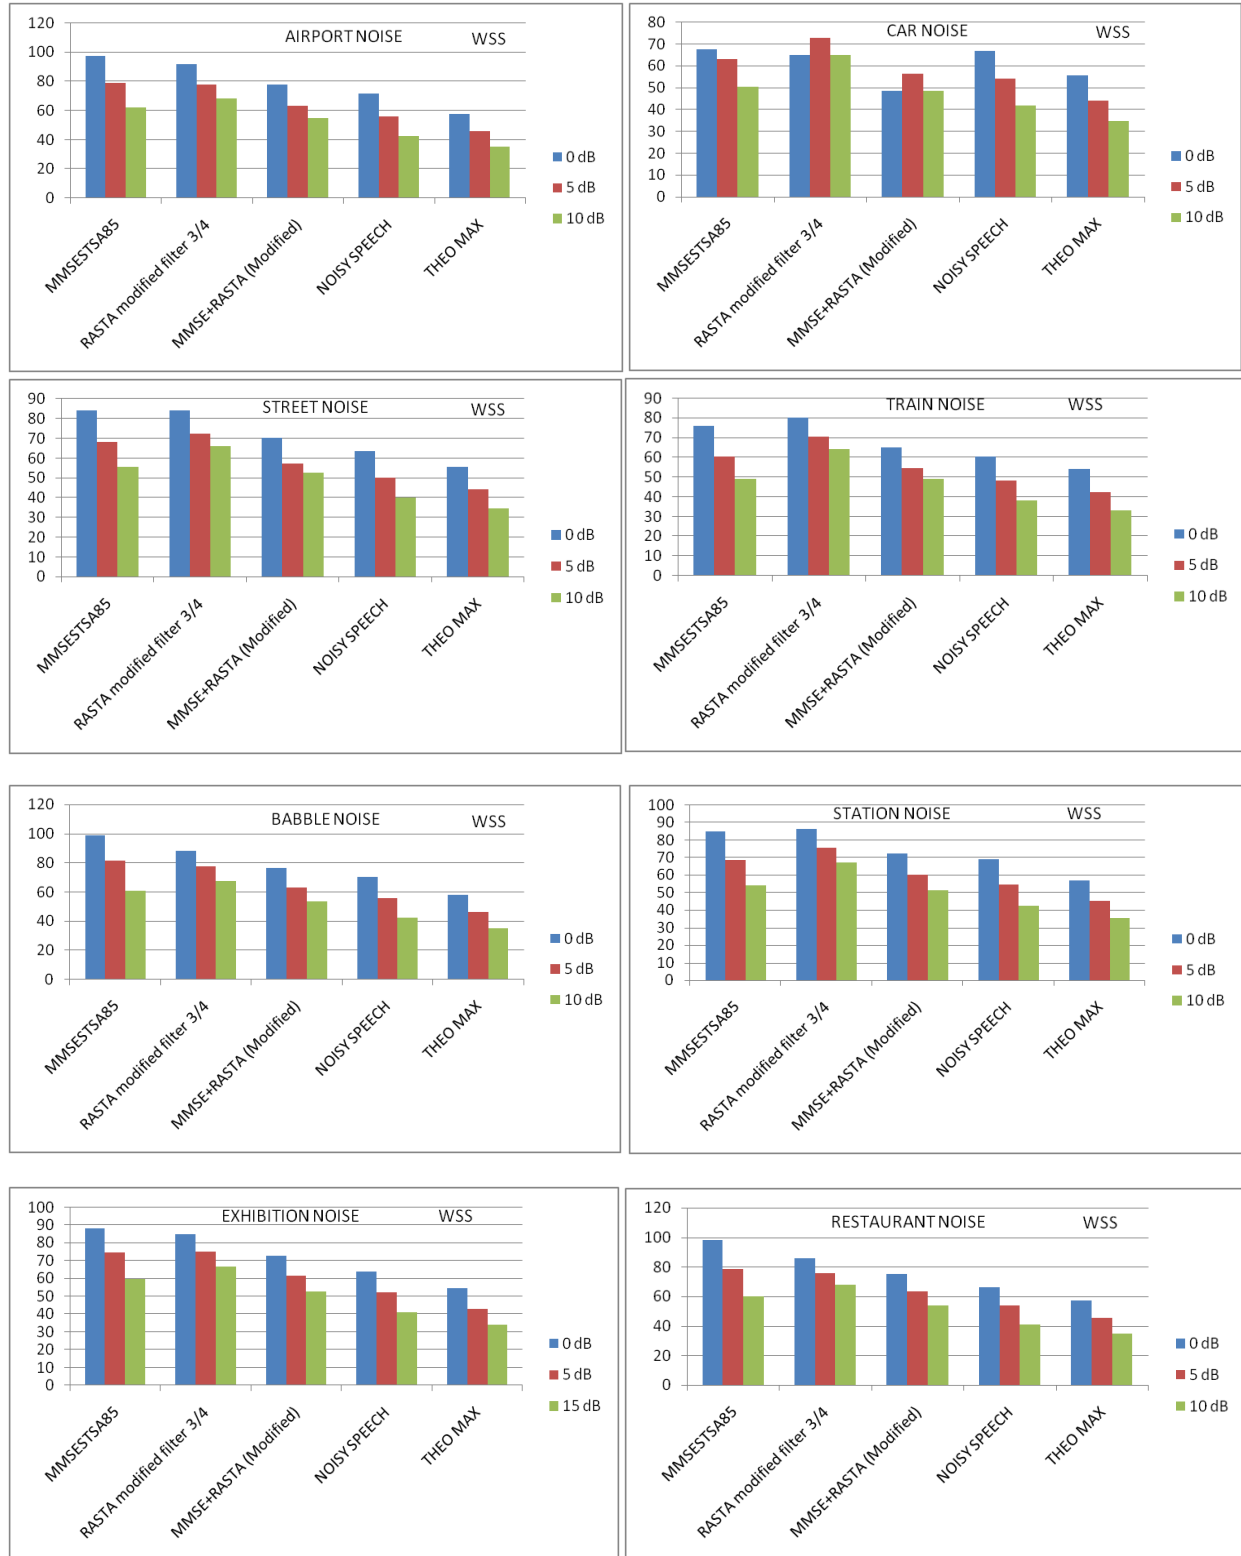 AIRPORT NOISE WSS
120
100
80
60
40
20
0
0 dB
5 dB
10 dB
MMSESTSA85
RASTA modified filter 3/4
MMSE+RASTA (Modified)
NOISY SPEECH
THEO MAX
CAR NOISE WSS
80
70
60
50
40
30
20
10
0
0 dB
5 dB
10 dB
MMSESTSA85
RASTA modified filter 3/4
MMSE+RASTA (Modified)
NOISY SPEECH
THEO MAX
STREET NOISE WSS
90
80
70
60
50
40
30
20
10
0
0 dB
5 dB
10 dB
MMSESTSA85
RASTA modified filter 3/4
MMSE+RASTA (Modified)
NOISY SPEECH
THEO MAX
TRAIN NOISE WSS
90
80
70
60
50
40
30
20
10
0
0 dB
5 dB
10 dB
MMSESTSA85
RASTA modified filter 3/4
MMSE+RASTA (Modified)
NOISY SPEECH
THEO MAX
BABBLE NOISE WSS
120
100
80
60
40
20
0
0 dB
5 dB
10 dB
MMSESTSA85
RASTA modified filter 3/4
MMSE+RASTA (Modified)
NOISY SPEECH
THEO MAX
STATION NOISE WSS
100
90
80
70
60
50
40
30
20
10
0
0 dB
5 dB
10 dB
MMSESTSA85
RASTA modified filter 3/4
MMSE+RASTA (Modified)
NOISY SPEECH
THEO MAX
EXHIBITION NOISE WSS
100
90
80
70
60
50
40
30
20
10
0
0 dB
5 dB
15 dB
MMSESTSA85
RASTA modified filter 3/4
MMSE+RASTA (Modified)
NOISY SPEECH
THEO MAX
RESTAURANT NOISE WSS
120
100
80
60
40
20
0
0 dB
5 dB
10 dB
MMSESTSA85
RASTA modified filter 3/4
MMSE+RASTA (Modified)
NOISY SPEECH
THEO MAX